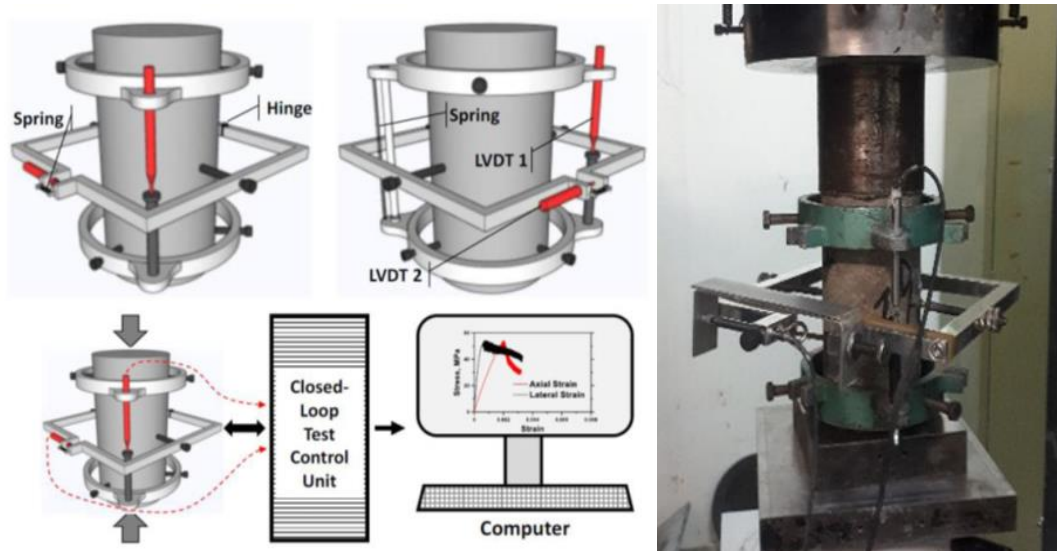 Spring
Hinge
Spring
LVDT 1
LVDT 2
Closed-
Loop
Test
Control
Unit
Stress, MPa
Axial Strain
Lateral Strain
0
Strain
Computer